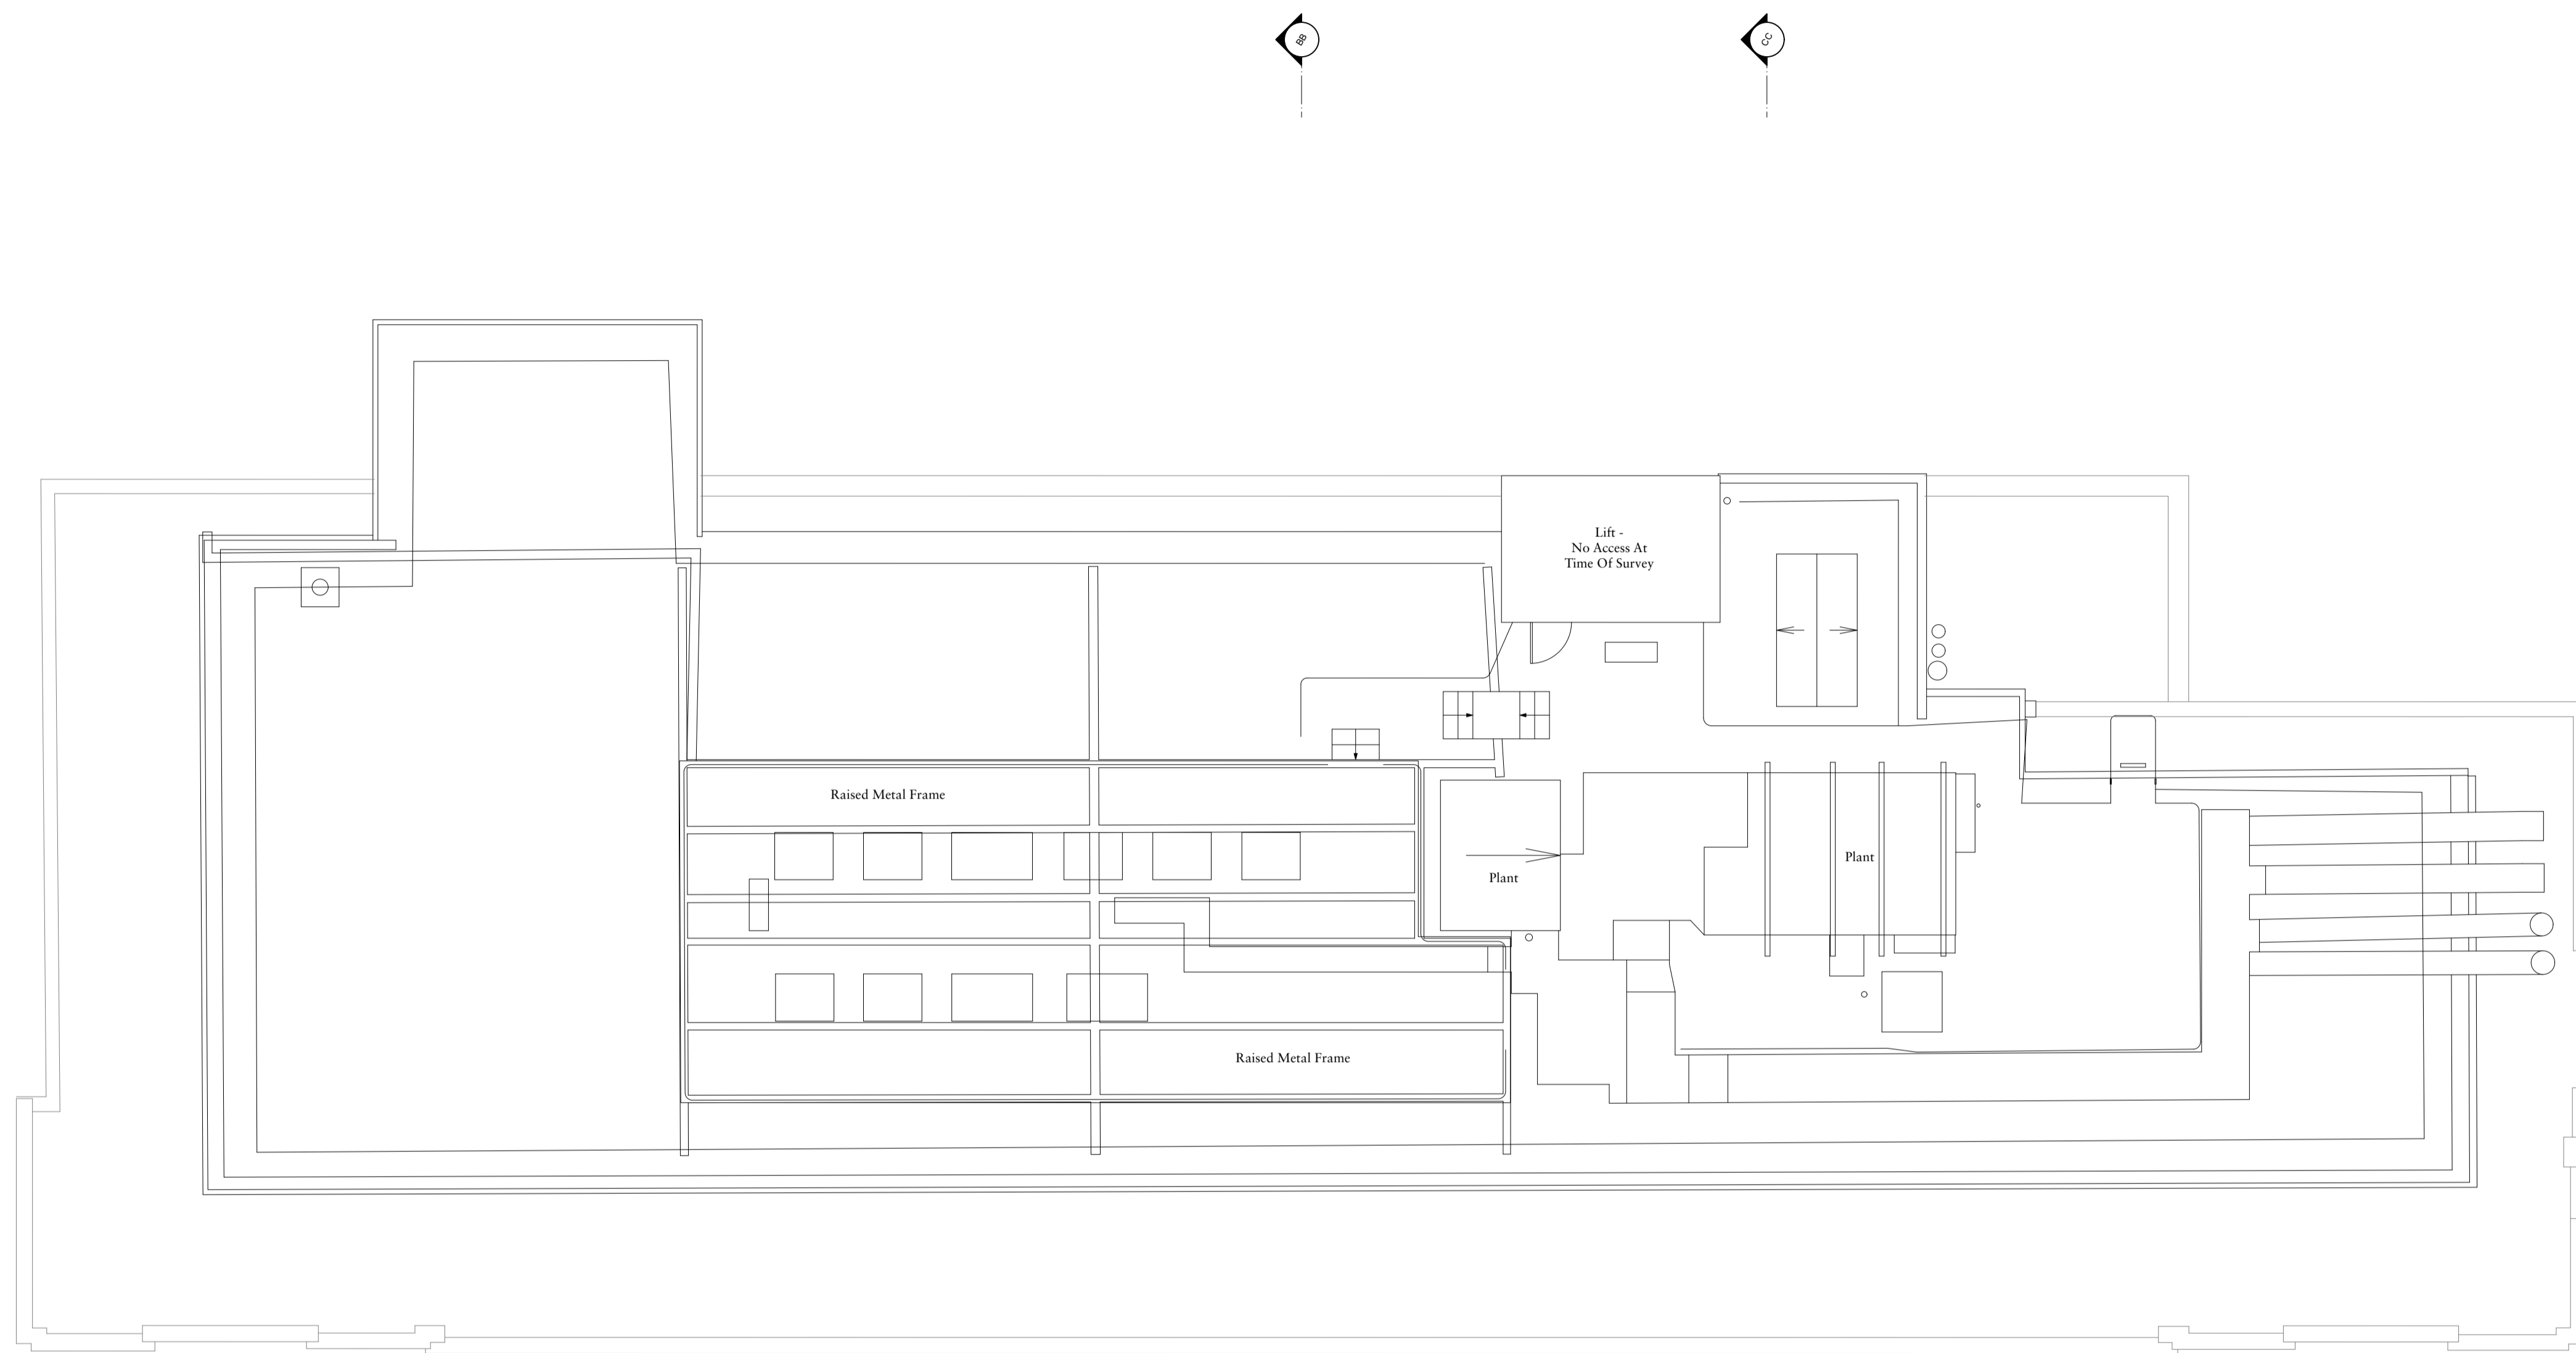 BB
CC
Lift -
No Access At
Time Of Survey
Raised Metal Frame
Plant
Plant
Raised Metal Frame